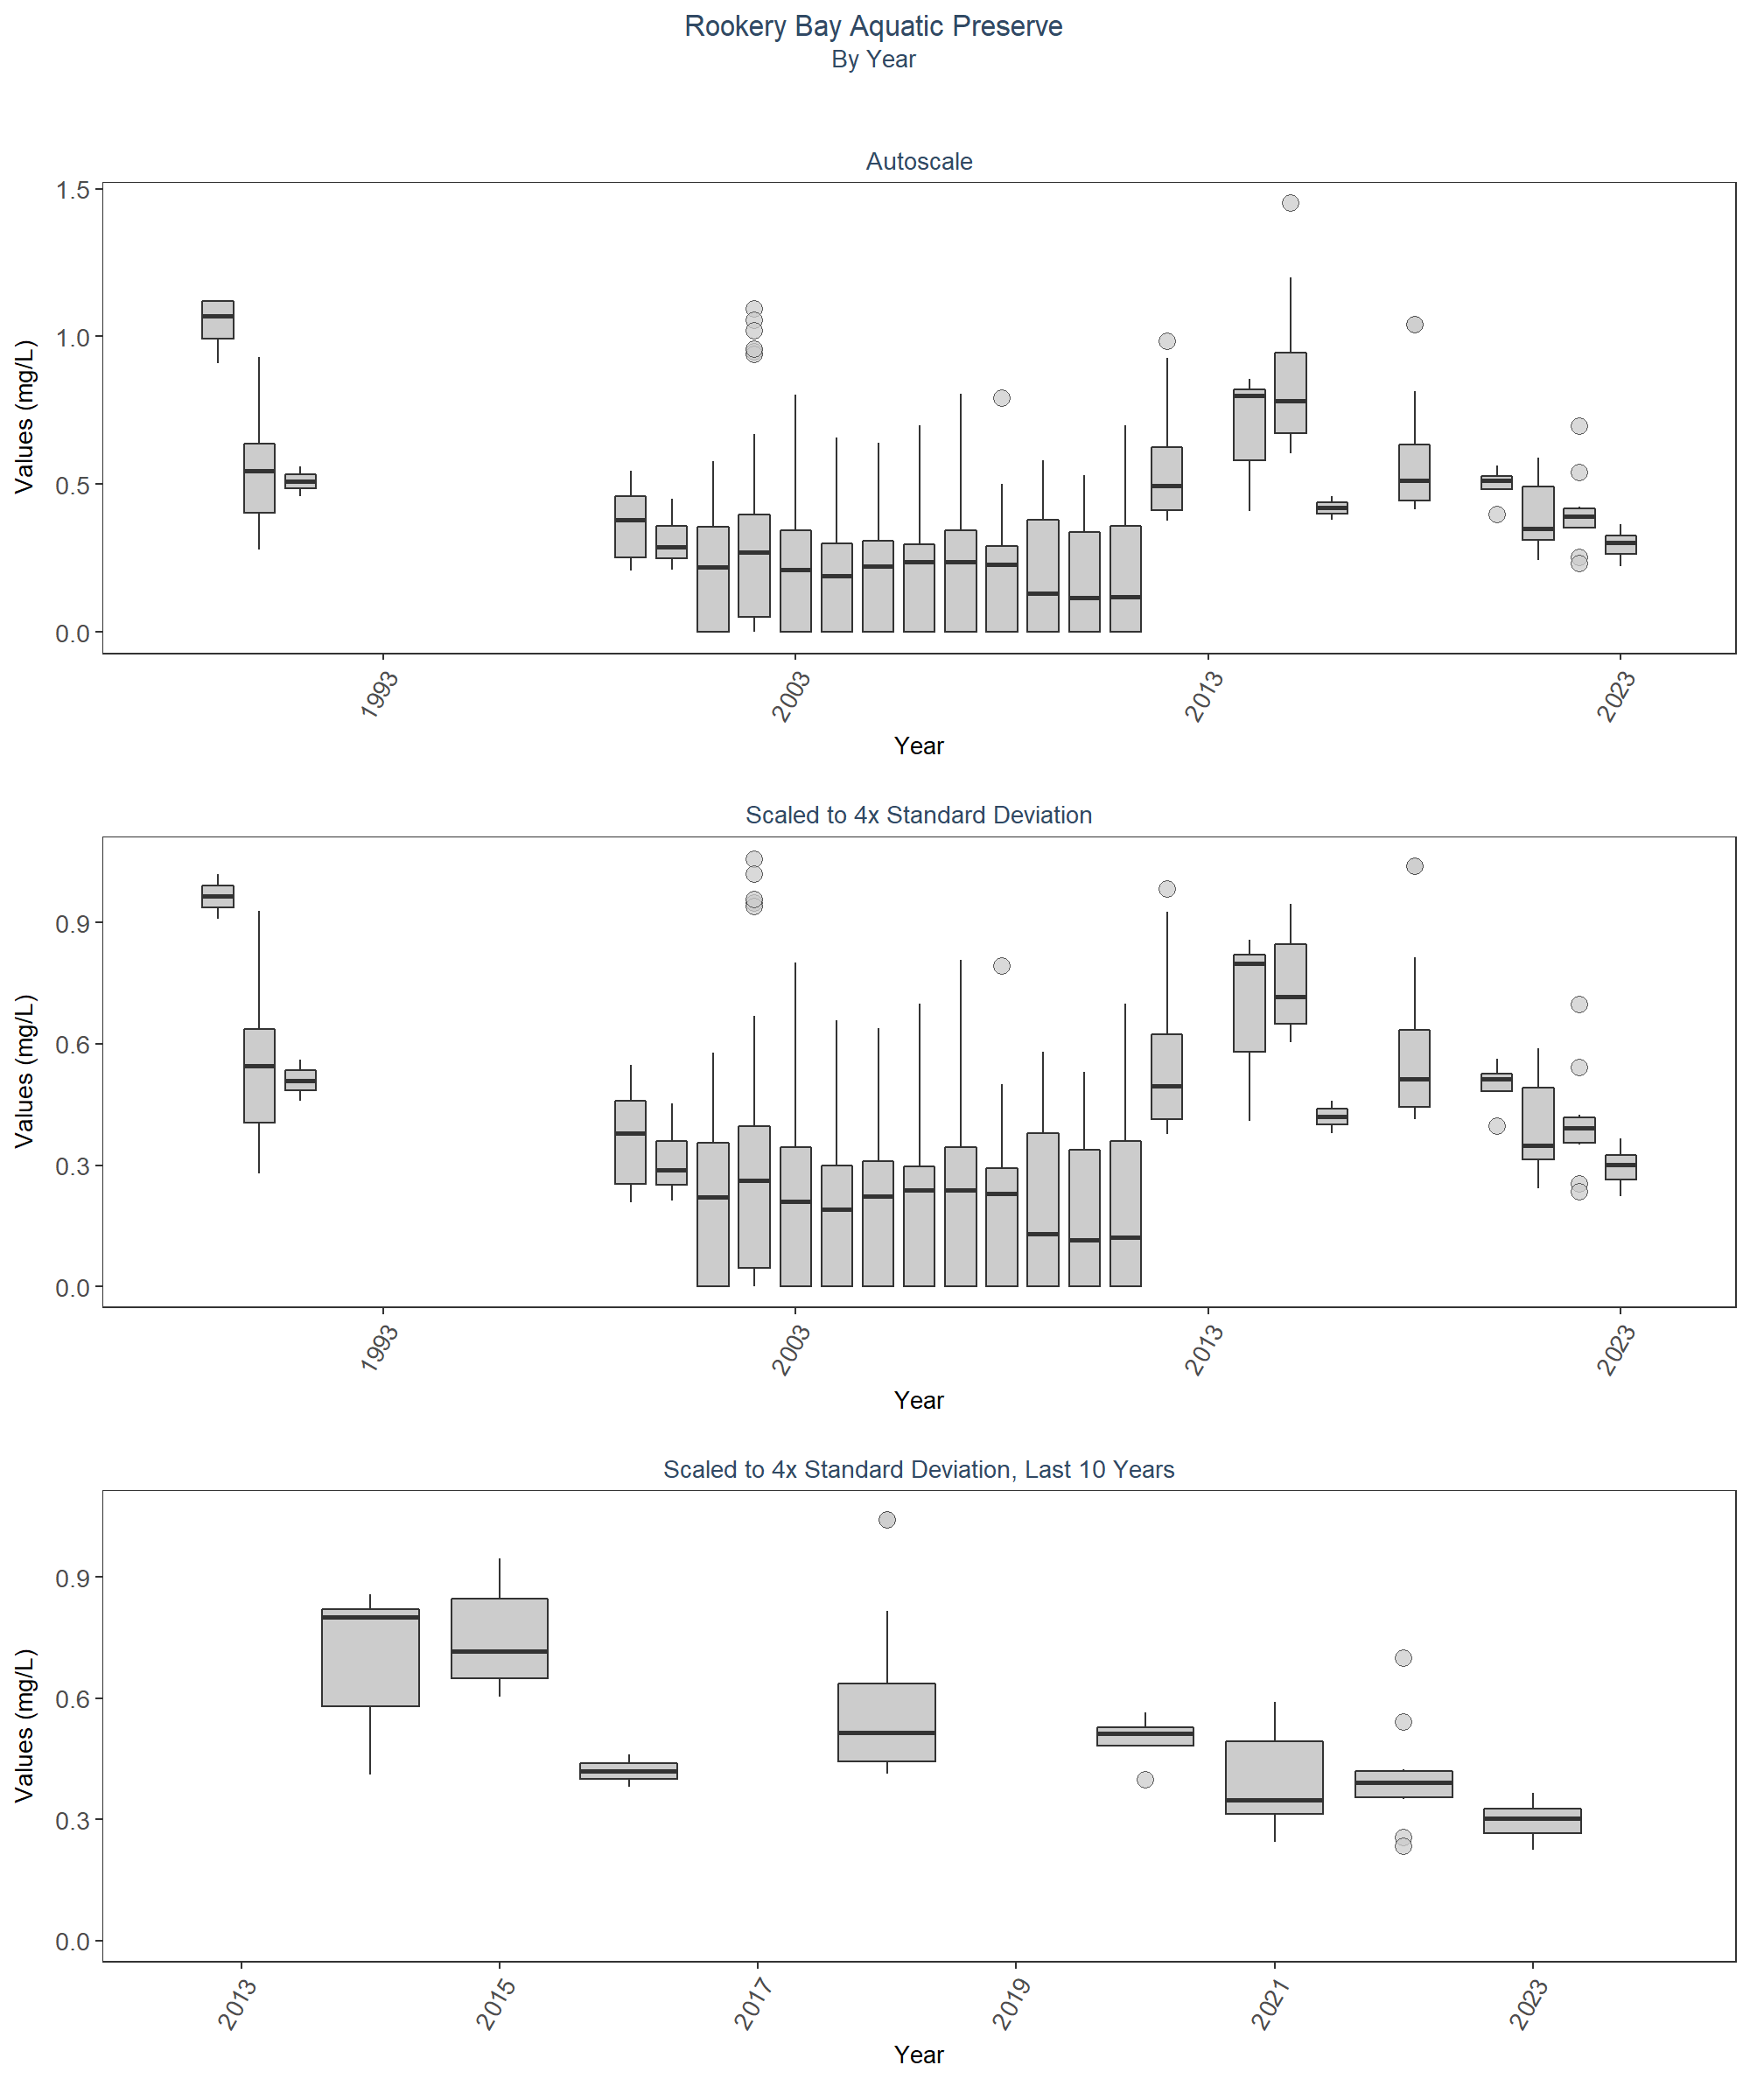 Rookery Bay Aquatic Preserve
By Year
Autoscale
Values (mg/L)
1.5
1.0
0.5
0.0
1993 2003 2013 2023
Year
Scaled to 4x Standard Deviation
Values (mg/L)
0.9
0.6
0.3
0.0
1993 2003 2013 2023
Year
Scaled to 4x Standard Deviation, Last 10 Years
Values (mg/L)
0.9
0.6
0.3
0.0
2013 2015 2017 2019 2021 2023
Year